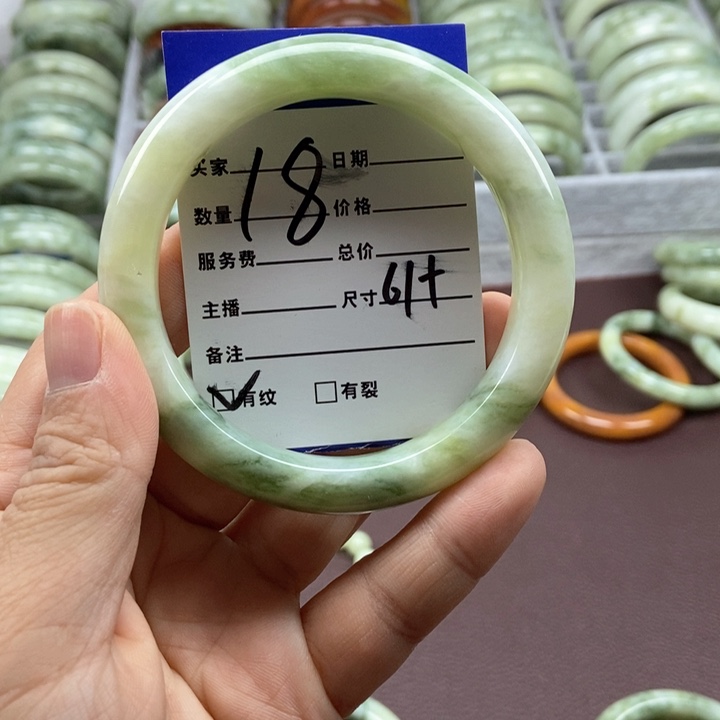 买家 18 日期
数量 价格
服务费 总价
主播 尺寸 61+
备注
☑有纹 □有裂